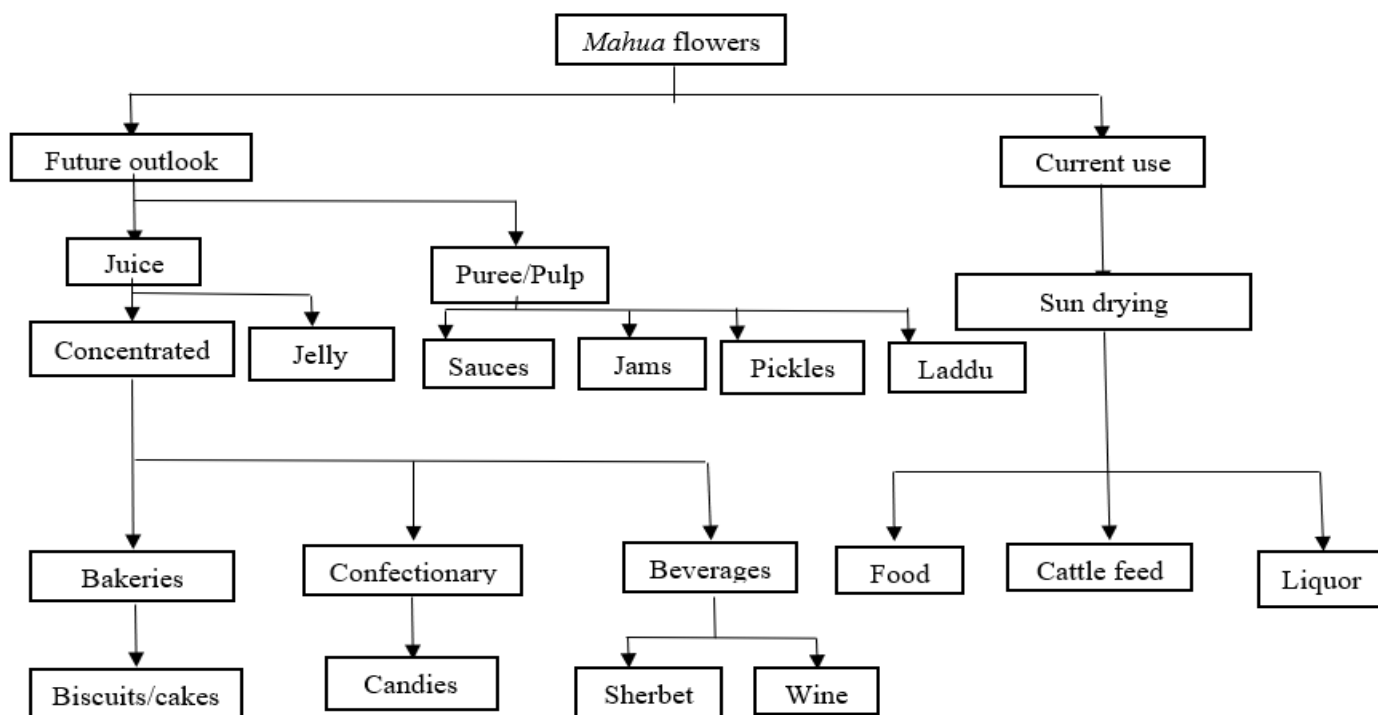 Mahua flowers
Future outlook
Current use
Juice
Puree/Pulp
Sun drying
Concentrated
Jelly
Sauces
Jams
Pickles
Laddu
Bakeries
Confectionary
Beverages
Food
Cattle feed
Liquor
Biscuits/cakes
Candies
Sherbet
Wine